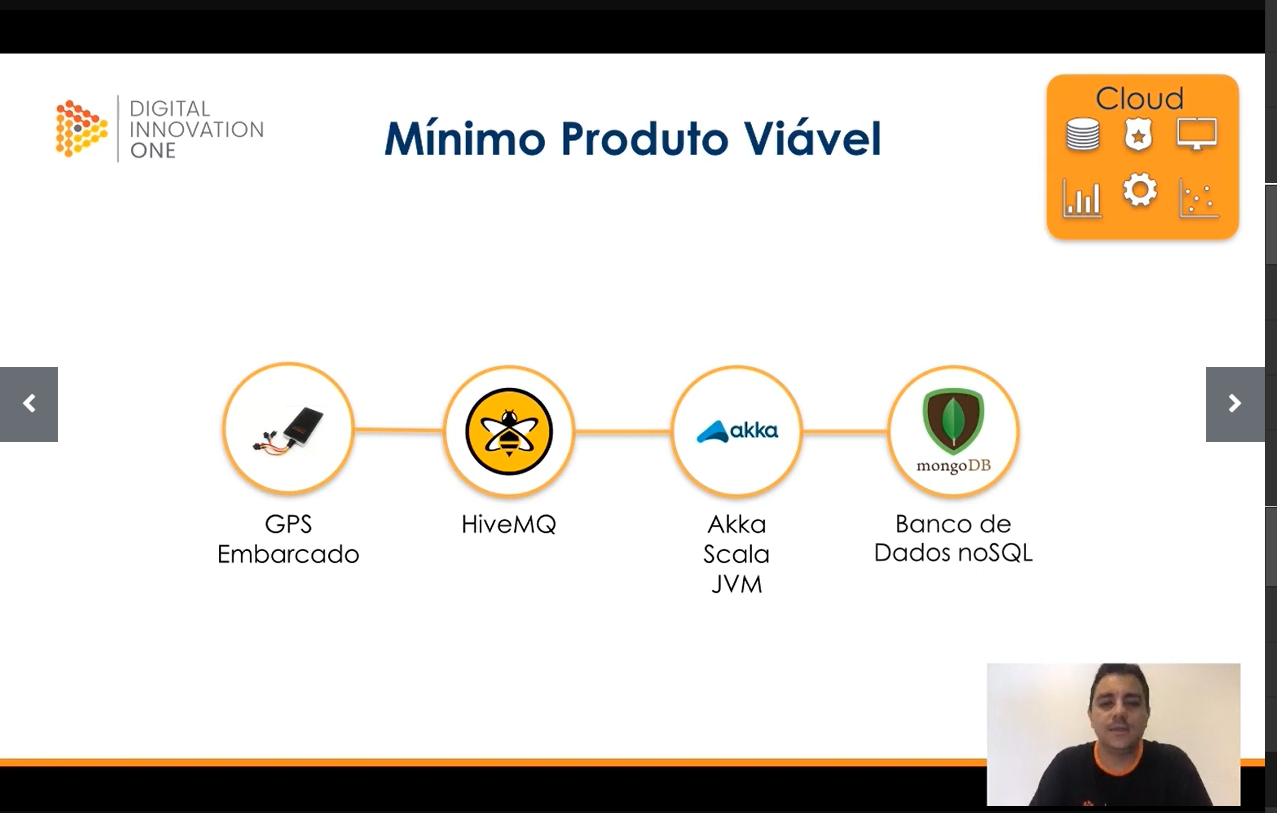 DIGITAL
INNOVATION
ONE
Mínimo Produto Viável
Cloud
akka
mongoDB
GPS
Embarcado
HiveMQ
Akka
Scala
JVM
Banco de
Dados noSQL